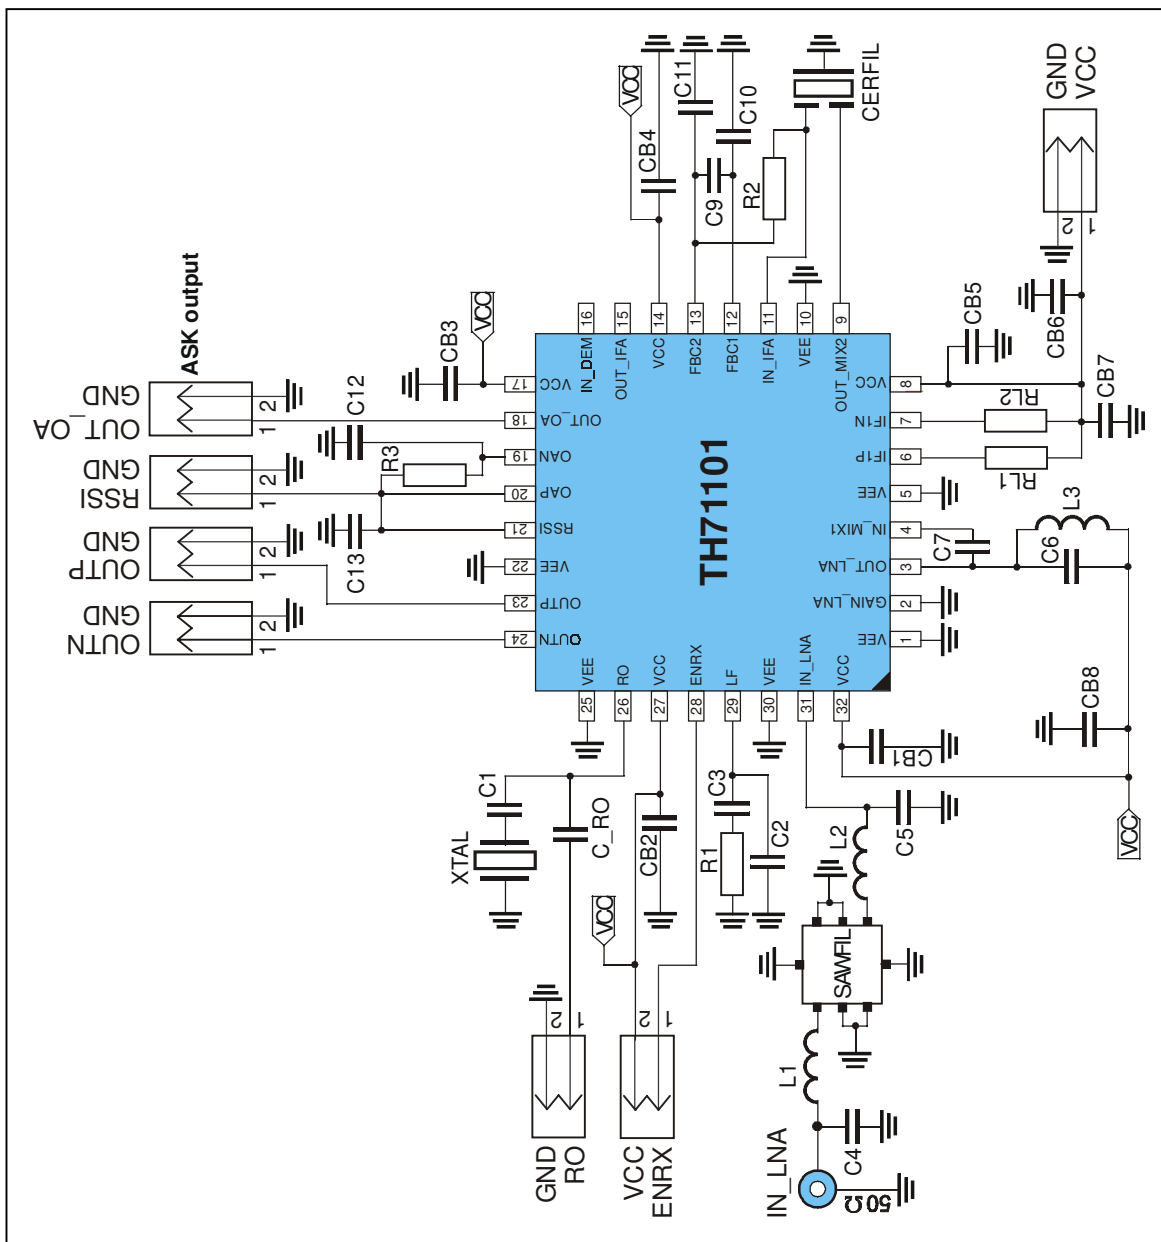 ASK output
OUT_OA
GND
1
2
RSSI
GND
1
2
OUTP
GND
1
2
OUTN
GND
1
2
C12
R3
C13
CB3
VCC
VCC
CB4
C11
C10
C9
R2
CERFIL
GND
VCC
2
1
CB5
CB6
CB7
RL2
RL1
L3
C6
C7
CB8
VCC
TH71101
1 VEE
2 GAIN_LNA
3 OUT_LNA
4 IN_MIX1
5 VEE
6 IF1P
7 IF1N
8 VCC
9 OUT_MIX2
10 VEE
11 IN_IFA
12 FBC1
13 FBC2
14 VCC
15 OUT_IFA
16 IN_DEM
17 VCC
18 OUT_OA
19 OAN
20 OAP
21 RSSI
22 VEE
23 OUTP
24 OUTN
25 VEE
26 RO
27 VCC
28 ENRX
29 LF
30 VEE
31 IN_LNA
32 VCC
C1
XTAL
C_RO
CB2
VCC
C3
R1
C2
CB1
C5
L2
SAWFIL
L1
C4
IN_LNA
50Ω
GND
RO
2
1
VCC
ENRX
2
1